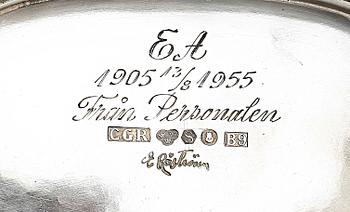 EA
1905 13/8 1955
Från Personalen
CGR S B9